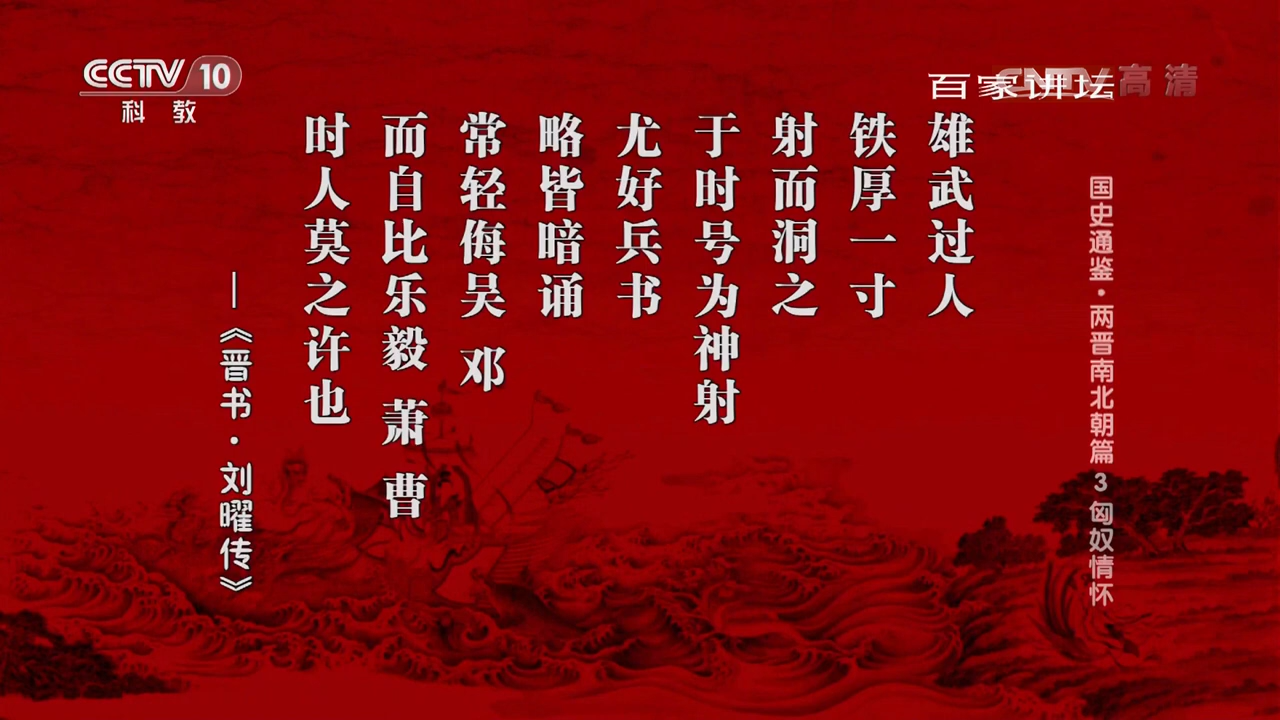 CCTV 10
科教
百家讲坛
高清
国史通鉴·两晋南北朝篇 3 匈奴情怀
雄武过人
铁厚一寸
射而洞之
于时号为神射
尤好兵书
略皆暗诵
常轻侮吴 邓
而自比乐毅 萧 曹
时人莫之许也
—《晋书·刘曜传》